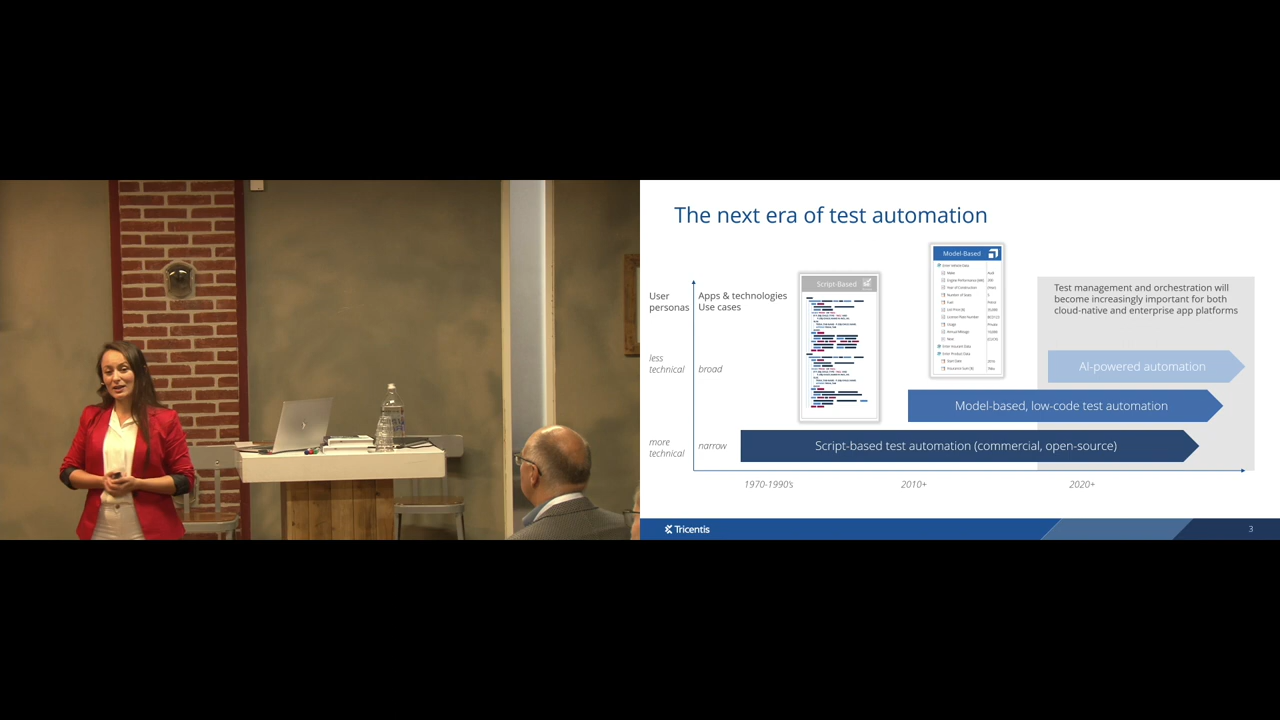 The next era of test automation
User
personas
Apps & technologies
Use cases
less
technical
broad
more
technical
narrow
Script-Based
Model-Based
Test management and orchestration will
become increasingly important for both
cloud-native and enterprise app platforms
AI-powered automation
Model-based, low-code test automation
Script-based test automation (commercial, open-source)
1970-1990's
2010+
2020+
Tricentis
3